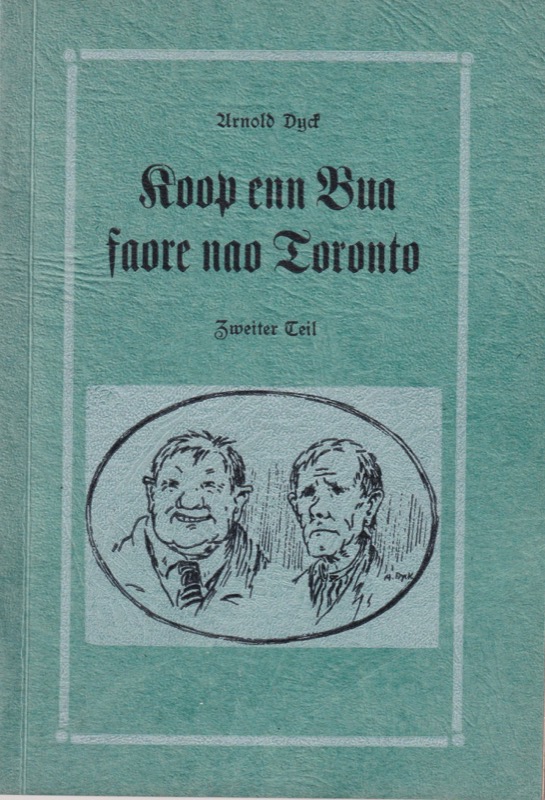 Arnold Dyck
Koop enn Bua
faore nao Toronto
Zweiter Teil
A. Dyck